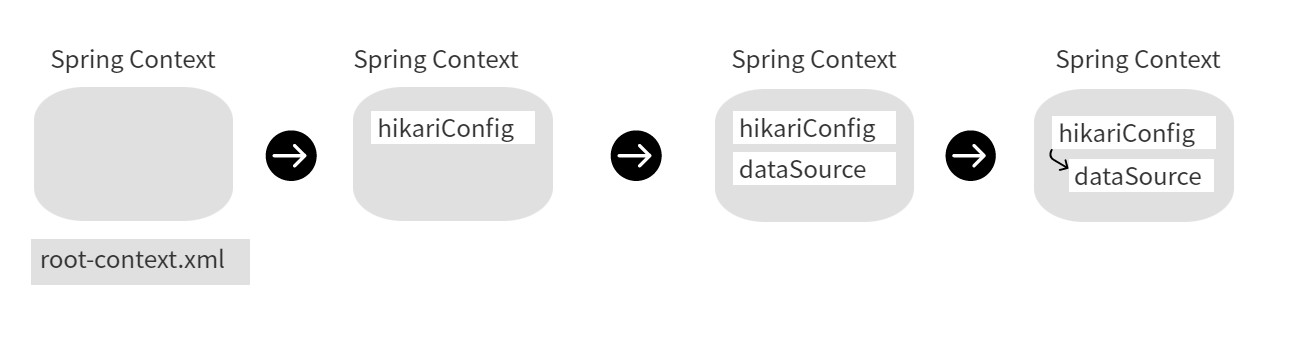 Spring Context
Spring Context
Spring Context
Spring Context
hikariConfig
hikariConfig
dataSource
hikariConfig
dataSource
root-context.xml